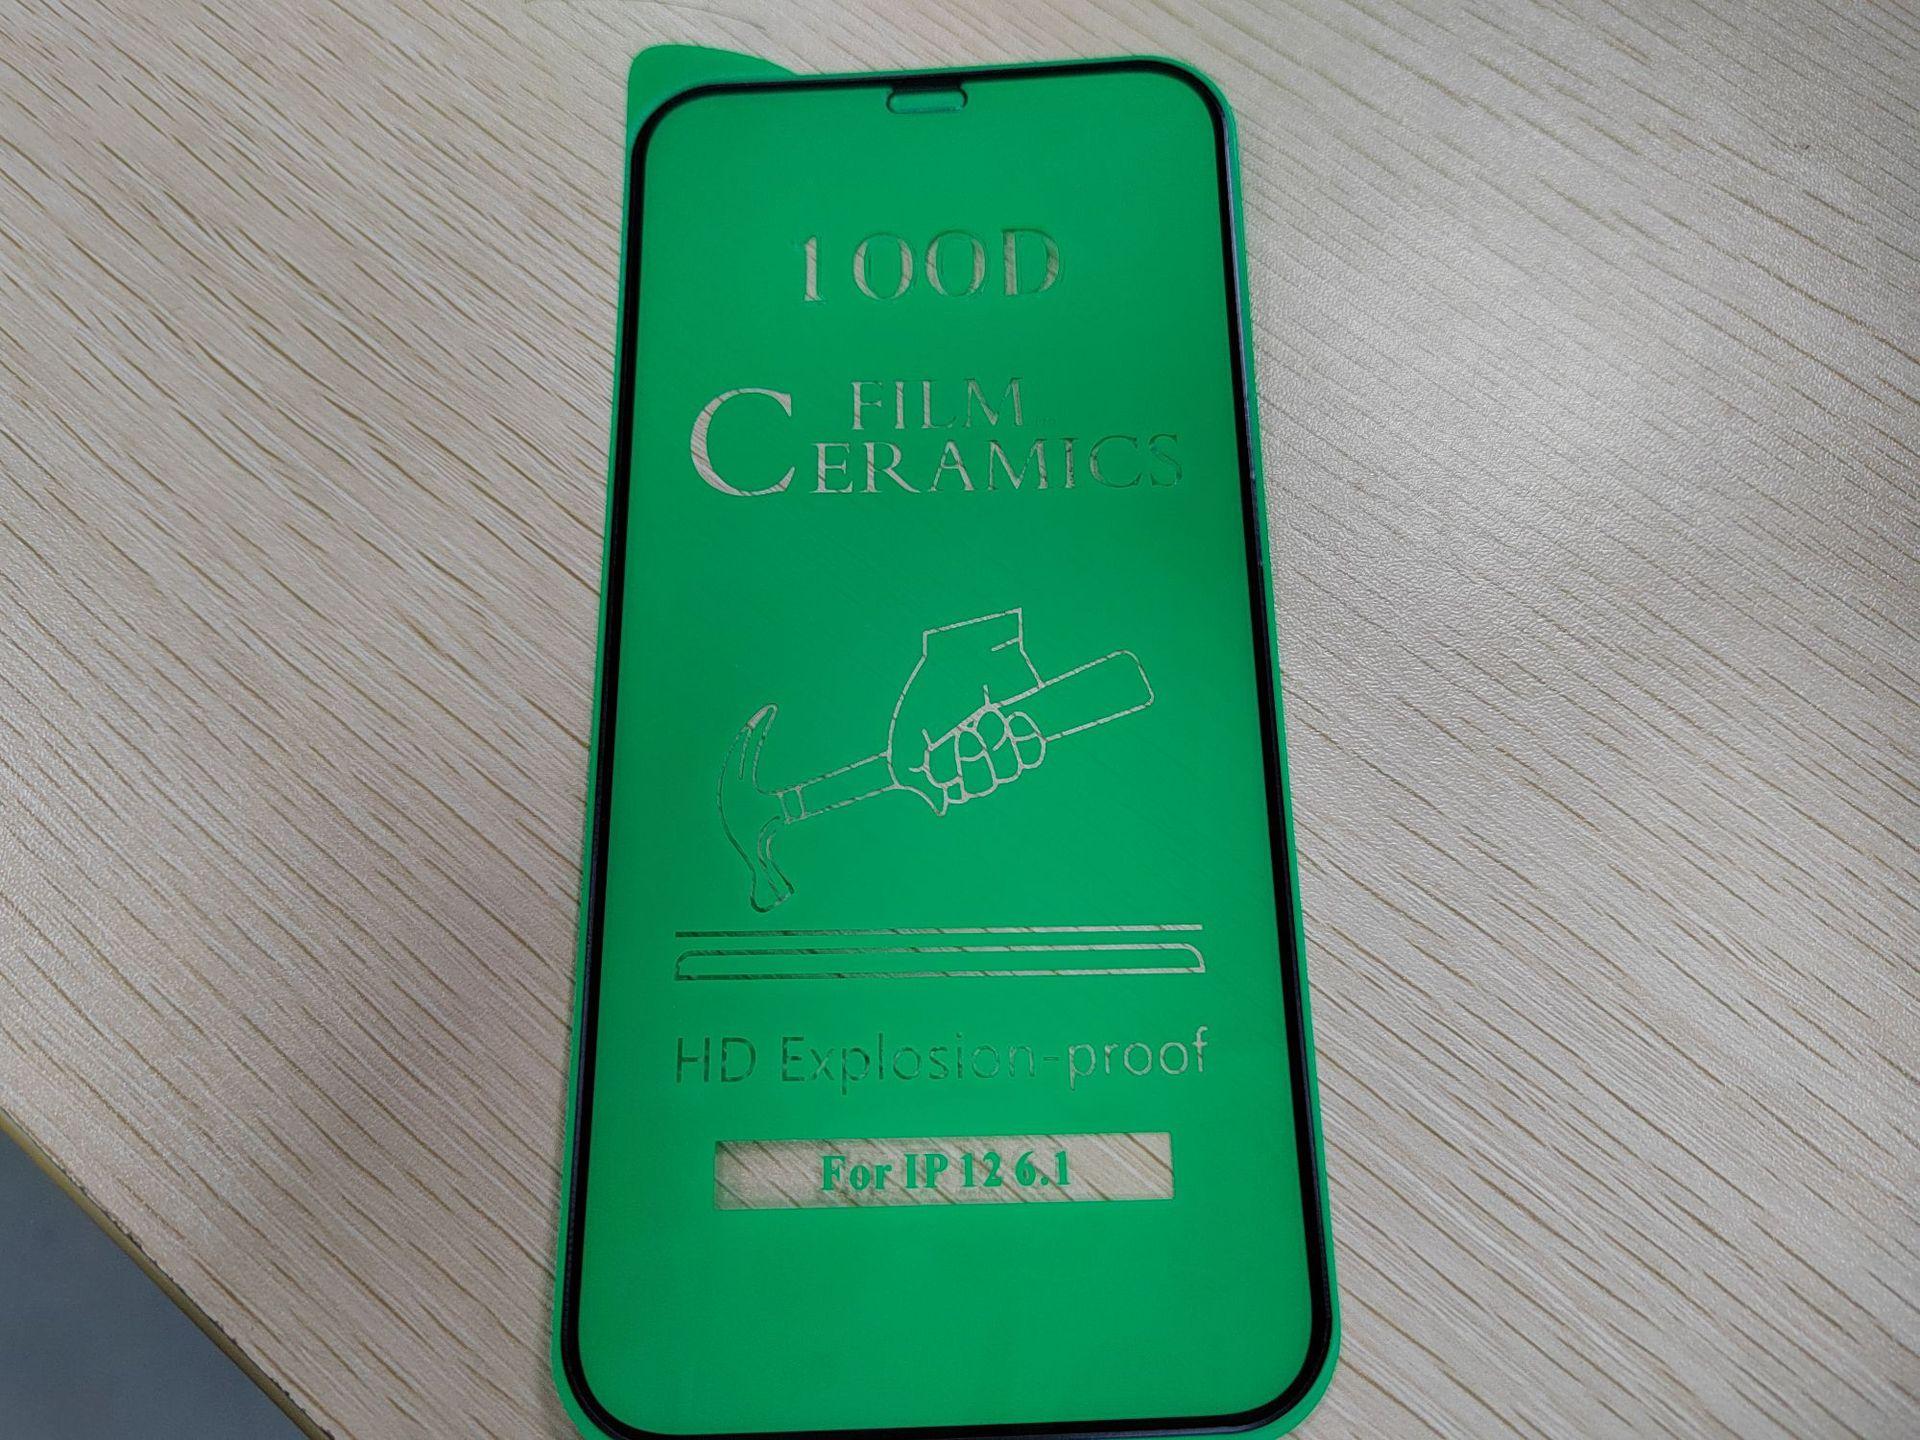 100D
FILM
CERAMICS
HD Explosion-proof
For IP 12 6.1